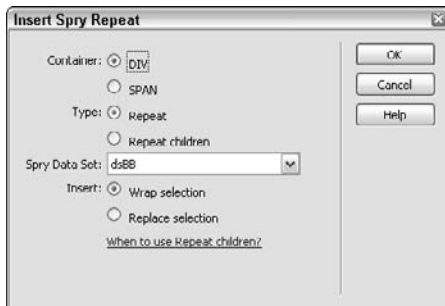 Insert Spry Repeat
Container: DIV
SPAN
Type: Repeat
Repeat children
Spry Data Set: dsBB
Insert: Wrap selection
Replace selection
When to use Repeat children?
OK
Cancel
Help